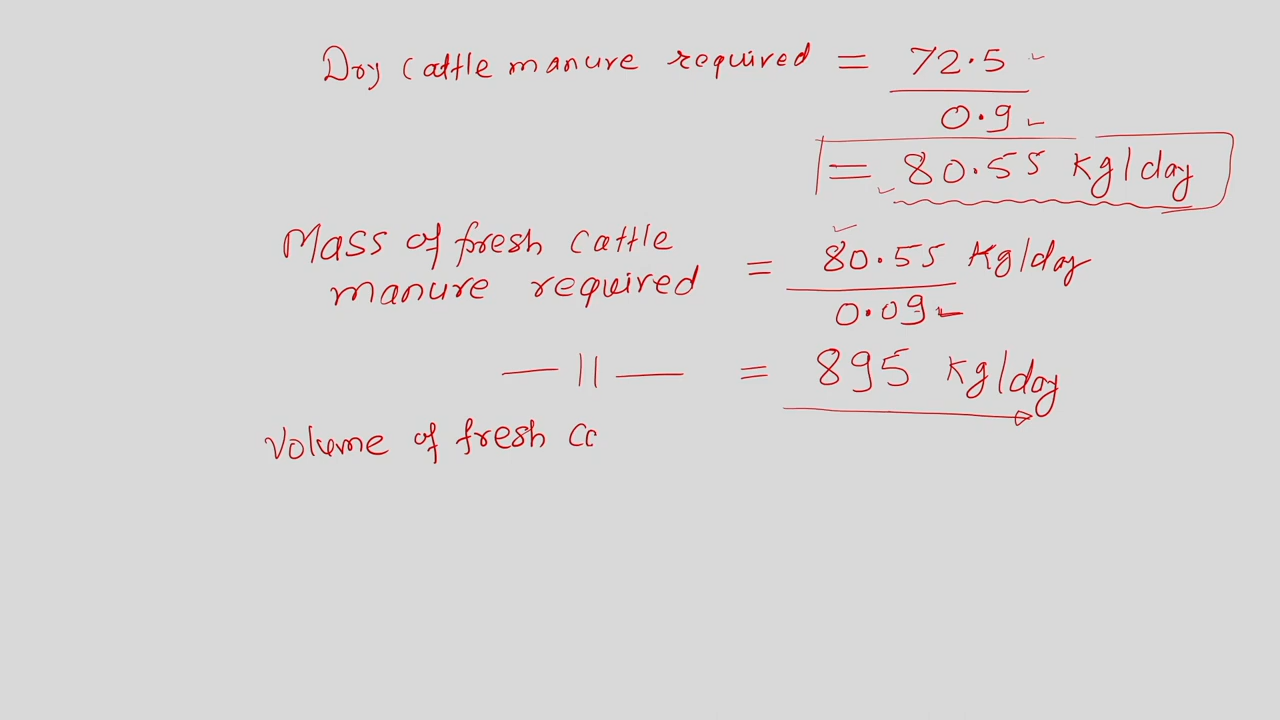 Dry cattle manure required = 72.5
0.9
= 80.55 Kg/day
Mass of fresh cattle
manure required = 80.55 Kg/day
0.09
— || — = 895 Kg/day
Volume of fresh ca